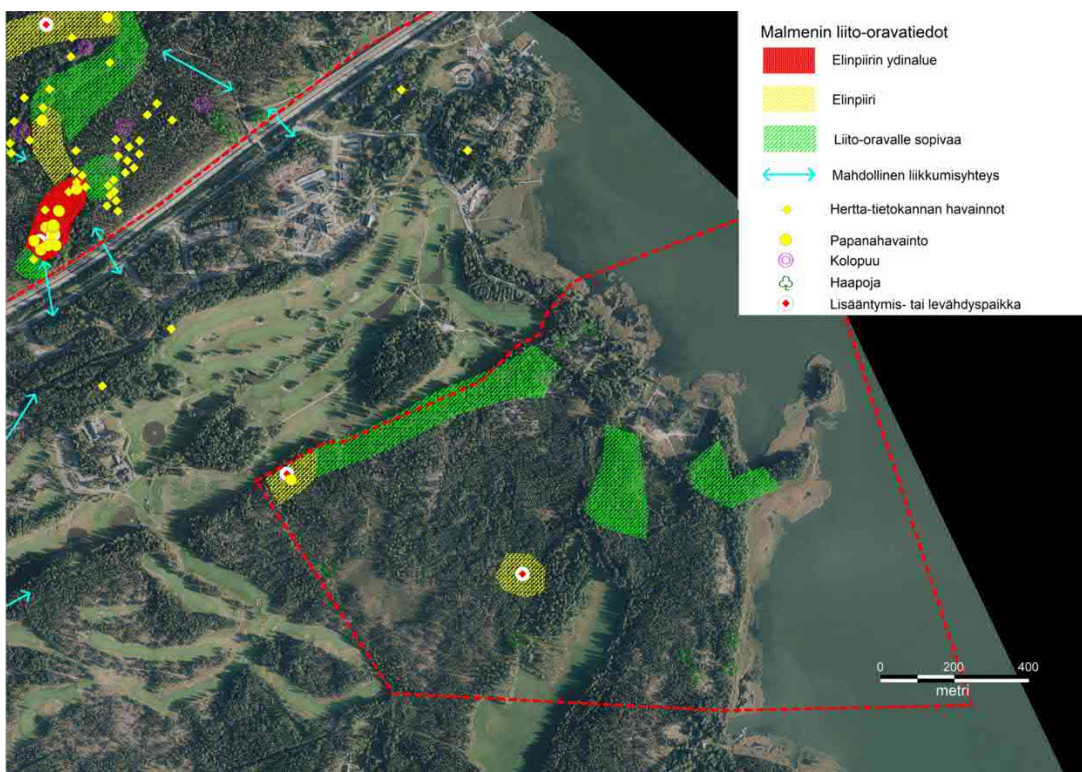 Malmenin liito-oravatiedot
Elinpiirin ydinalue
Elinpiiri
Liito-oravalle sopivaa
Mahdollinen liikkumisyhteys
Hertta-tietokannan havainnot
Papanahavainto
Kolopuu
Haapoja
Lisääntymis- tai levähdyspaikka
0 200 400
metri